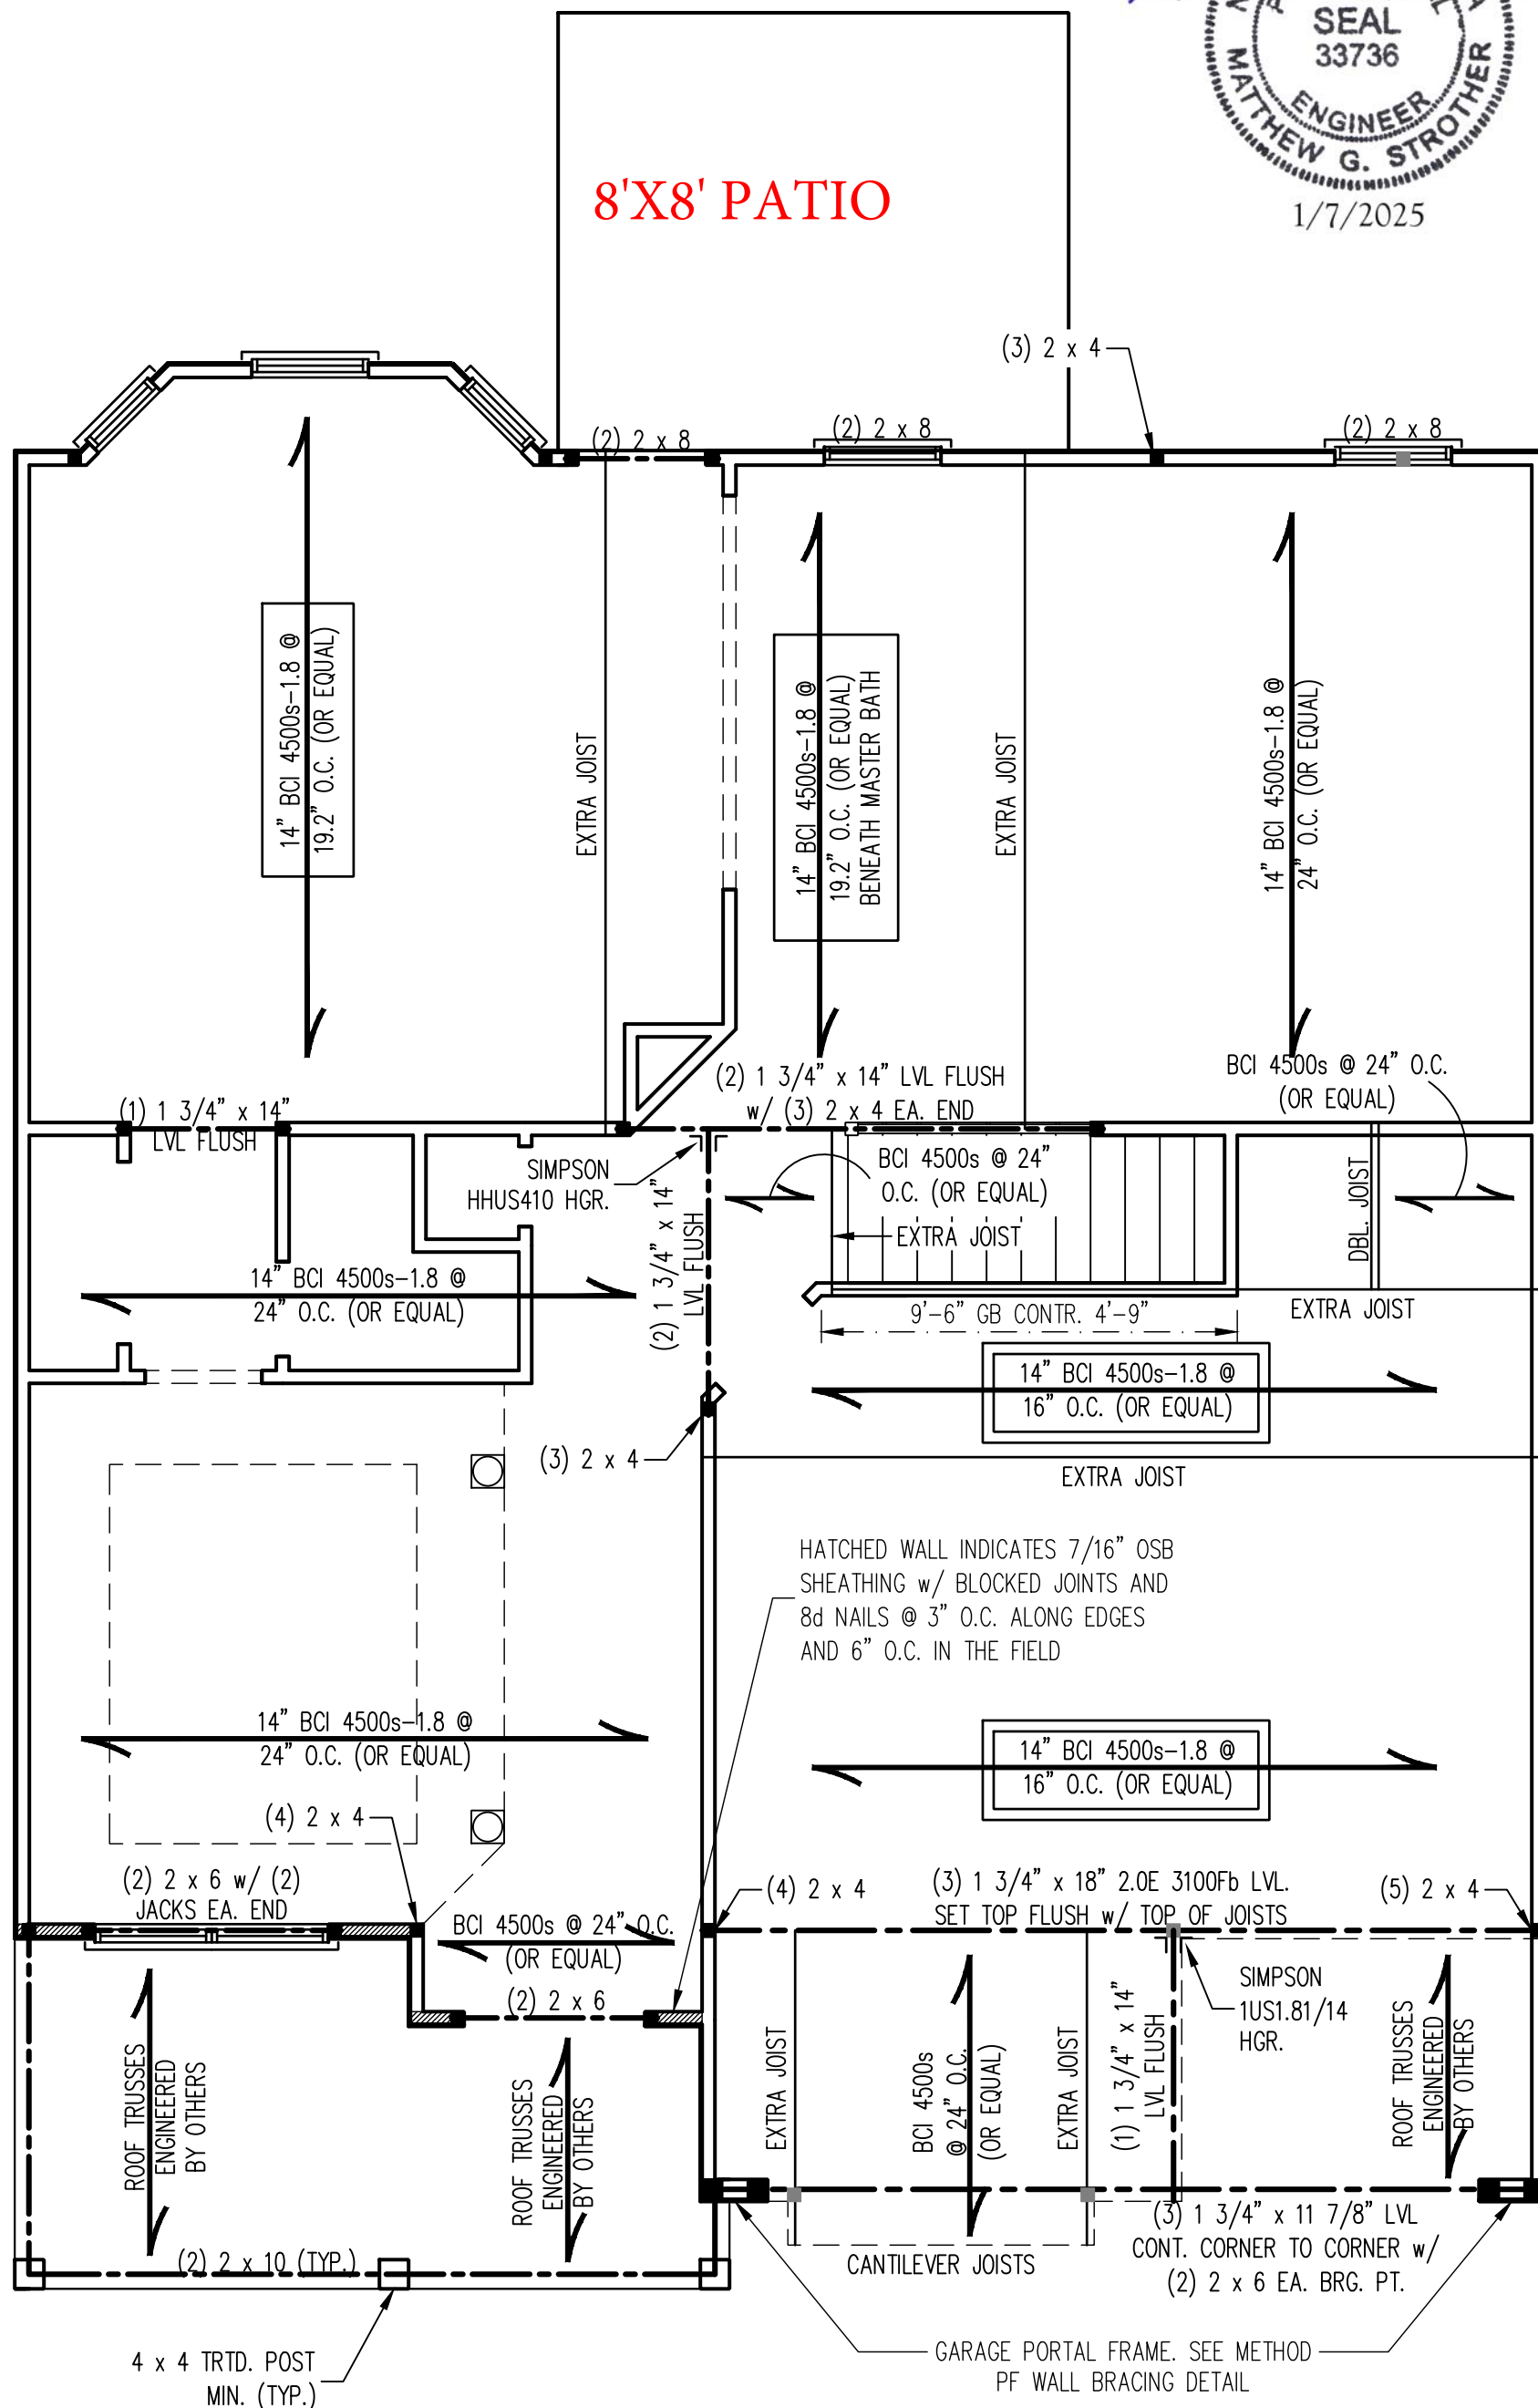 SEAL
33736
ENGINEER
MATTHEW G. STROTHER
1/7/2025
8'X8' PATIO
(3) 2 x 4
(2) 2 x 8
(2) 2 x 8
(2) 2 x 8
14" BCI 4500s-1.8 @
19.2" O.C. (OR EQUAL)
EXTRA JOIST
14" BCI 4500s-1.8 @
19.2" O.C. (OR EQUAL)
BENEATH MASTER BATH
EXTRA JOIST
14" BCI 4500s-1.8 @
24" O.C. (OR EQUAL)
(1) 1 3/4" x 14"
LVL FLUSH
(2) 1 3/4" x 14" LVL FLUSH
w/ (3) 2 x 4 EA. END
BCI 4500s @ 24" O.C.
(OR EQUAL)
SIMPSON
HHUS410 HGR.
(2) 1 3/4" x 14"
LVL FLUSH
BCI 4500s @ 24"
O.C. (OR EQUAL)
EXTRA JOIST
DBL. JOIST
14" BCI 4500s-1.8 @
24" O.C. (OR EQUAL)
9'-6" GB CONTR. 4'-9"
EXTRA JOIST
14" BCI 4500s-1.8 @
16" O.C. (OR EQUAL)
(3) 2 x 4
EXTRA JOIST
HATCHED WALL INDICATES 7/16" OSB
SHEATHING w/ BLOCKED JOINTS AND
8d NAILS @ 3" O.C. ALONG EDGES
AND 6" O.C. IN THE FIELD
14" BCI 4500s-1.8 @
24" O.C. (OR EQUAL)
14" BCI 4500s-1.8 @
16" O.C. (OR EQUAL)
(4) 2 x 4
(2) 2 x 6 w/ (2)
JACKS EA. END
(4) 2 x 4
(3) 1 3/4" x 18" 2.0E 3100Fb LVL.
SET TOP FLUSH w/ TOP OF JOISTS
(5) 2 x 4
BCI 4500s @ 24" O.C.
(OR EQUAL)
(2) 2 x 6
SIMPSON
1US1.81/14
HGR.
ROOF TRUSSES
ENGINEERED
BY OTHERS
ROOF TRUSSES
ENGINEERED
BY OTHERS
EXTRA JOIST
BCI 4500s
@ 24" O.C.
(OR EQUAL)
EXTRA JOIST
(1) 1 3/4" x 14"
LVL FLUSH
ROOF TRUSSES
ENGINEERED
BY OTHERS
(2) 2 x 10 (TYP.)
CANTILEVER JOISTS
(3) 1 3/4" x 11 7/8" LVL
CONT. CORNER TO CORNER w/
(2) 2 x 6 EA. BRG. PT.
4 x 4 TRTD. POST
MIN. (TYP.)
GARAGE PORTAL FRAME. SEE METHOD
PF WALL BRACING DETAIL